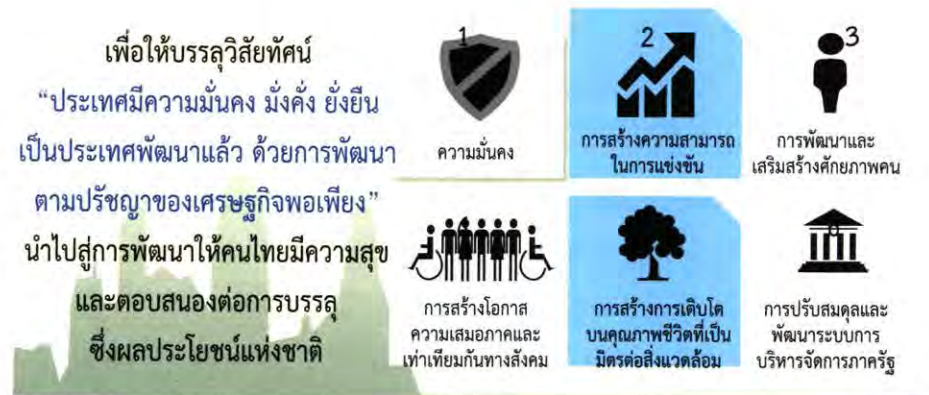 เพื่อให้บรรลุวิสัยทัศน์
“ประเทศมีความมั่นคง มั่งคั่ง ยั่งยืน
เป็นประเทศพัฒนาแล้ว ด้วยการพัฒนา
ตามปรัชญาของเศรษฐกิจพอเพียง”
นำไปสู่การพัฒนาให้คนไทยมีความสุข
และตอบสนองต่อการบรรลุ
ซึ่งผลประโยชน์แห่งชาติ
1
ความมั่นคง
2
การสร้างความสามารถ
ในการแข่งขัน
3
การพัฒนาและ
เสริมสร้างศักยภาพคน
การสร้างโอกาส
ความเสมอภาคและ
เท่าเทียมกันทางสังคม
การสร้างการเติบโต
บนคุณภาพชีวิตที่เป็น
มิตรต่อสิ่งแวดล้อม
การปรับสมดุลและ
พัฒนาระบบการ
บริหารจัดการภาครัฐ